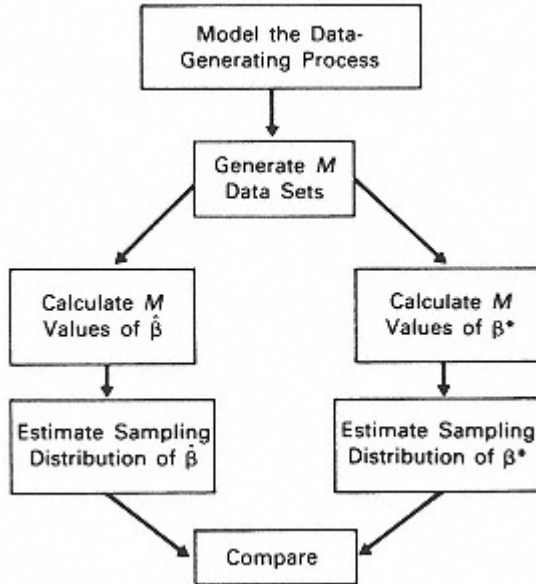 Model the Data-
Generating Process
Generate M
Data Sets
Calculate M
Values of β̂
Calculate M
Values of β*
Estimate Sampling
Distribution of β̂
Estimate Sampling
Distribution of β*
Compare